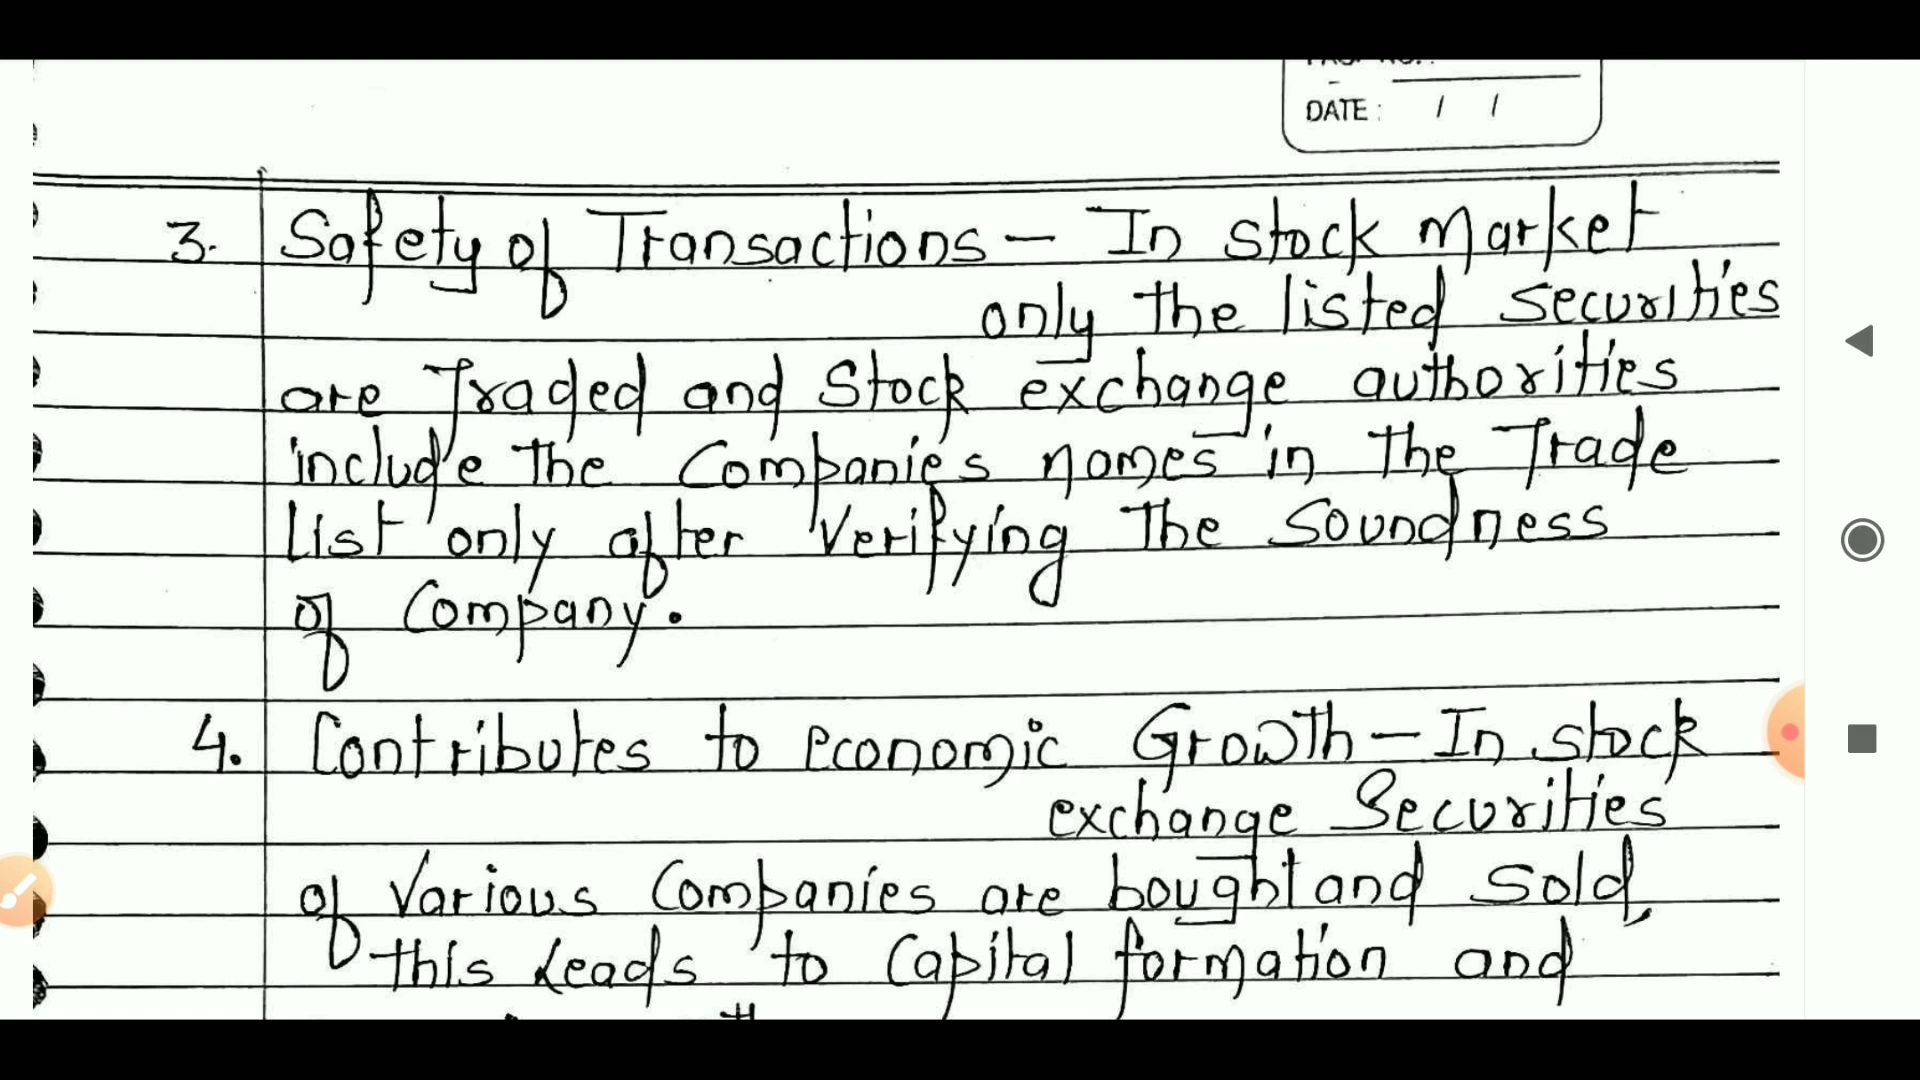 DATE: / /
3. Safety of Transactions - In stock Market
only the listed securities
are Traded and Stock exchange authorities
include the Companies names in the Trade
List only after Verifying The Soundness
of Company.
4. Contributes to economic Growth - In stock
exchange Securities
of Various Companies are bought and Sold,
this Leads to Capital formation and